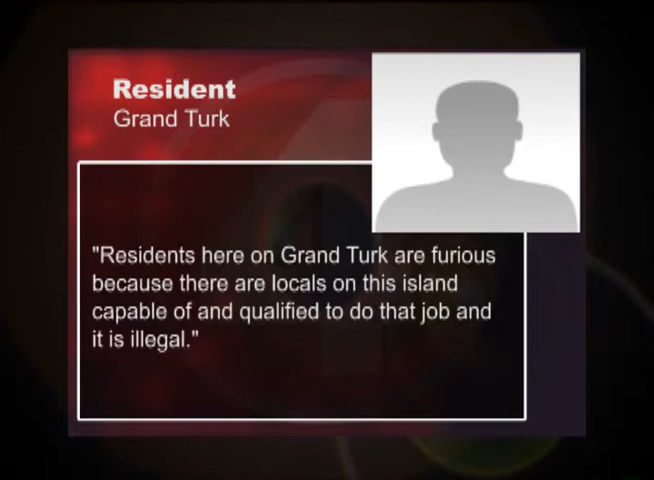 Resident
Grand Turk
"Residents here on Grand Turk are furious
because there are locals on this island
capable of and qualified to do that job and
it is illegal."